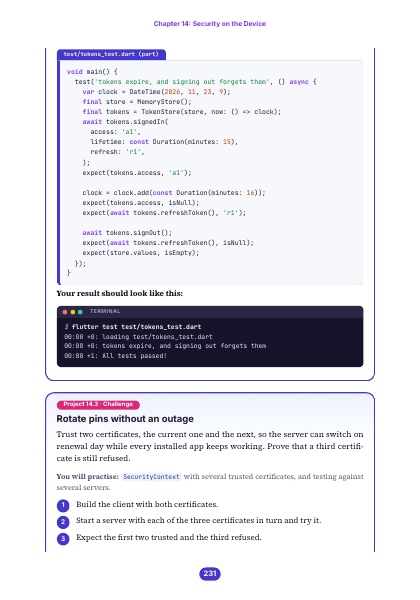 Chapter 14: Security on the Device
test/tokens_test.dart (part)
void main() {
  test('tokens expire, and signing out forgets them', () async {
    var clock = DateTime(2026, 11, 23, 9);
    final store = MemoryStore();
    final tokens = TokenStore(store, now: () => clock);
    await tokens.signedIn(
      access: 'a1',
      lifetime: const Duration(minutes: 15),
      refresh: 'r1',
    );
    expect(tokens.access, 'a1');

    clock = clock.add(const Duration(minutes: 16));
    expect(tokens.access, isNull);
    expect(await tokens.refreshToken(), 'r1');

    await tokens.signOut();
    expect(await tokens.refreshToken(), isNull);
    expect(store.values, isEmpty);
  });
}
Your result should look like this:
TERMINAL
$ flutter test test/tokens_test.dart
00:00 +0: loading test/tokens_test.dart
00:00 +0: tokens expire, and signing out forgets them
00:00 +1: All tests passed!
Project 14.3 · Challenge
Rotate pins without an outage
Trust two certificates, the current one and the next, so the server can switch on
renewal day while every installed app keeps working. Prove that a third certifi-
cate is still refused.
You will practise: SecurityContext with several trusted certificates, and testing against
several servers.
1 Build the client with both certificates.
2 Start a server with each of the three certificates in turn and try it.
3 Expect the first two trusted and the third refused.
231